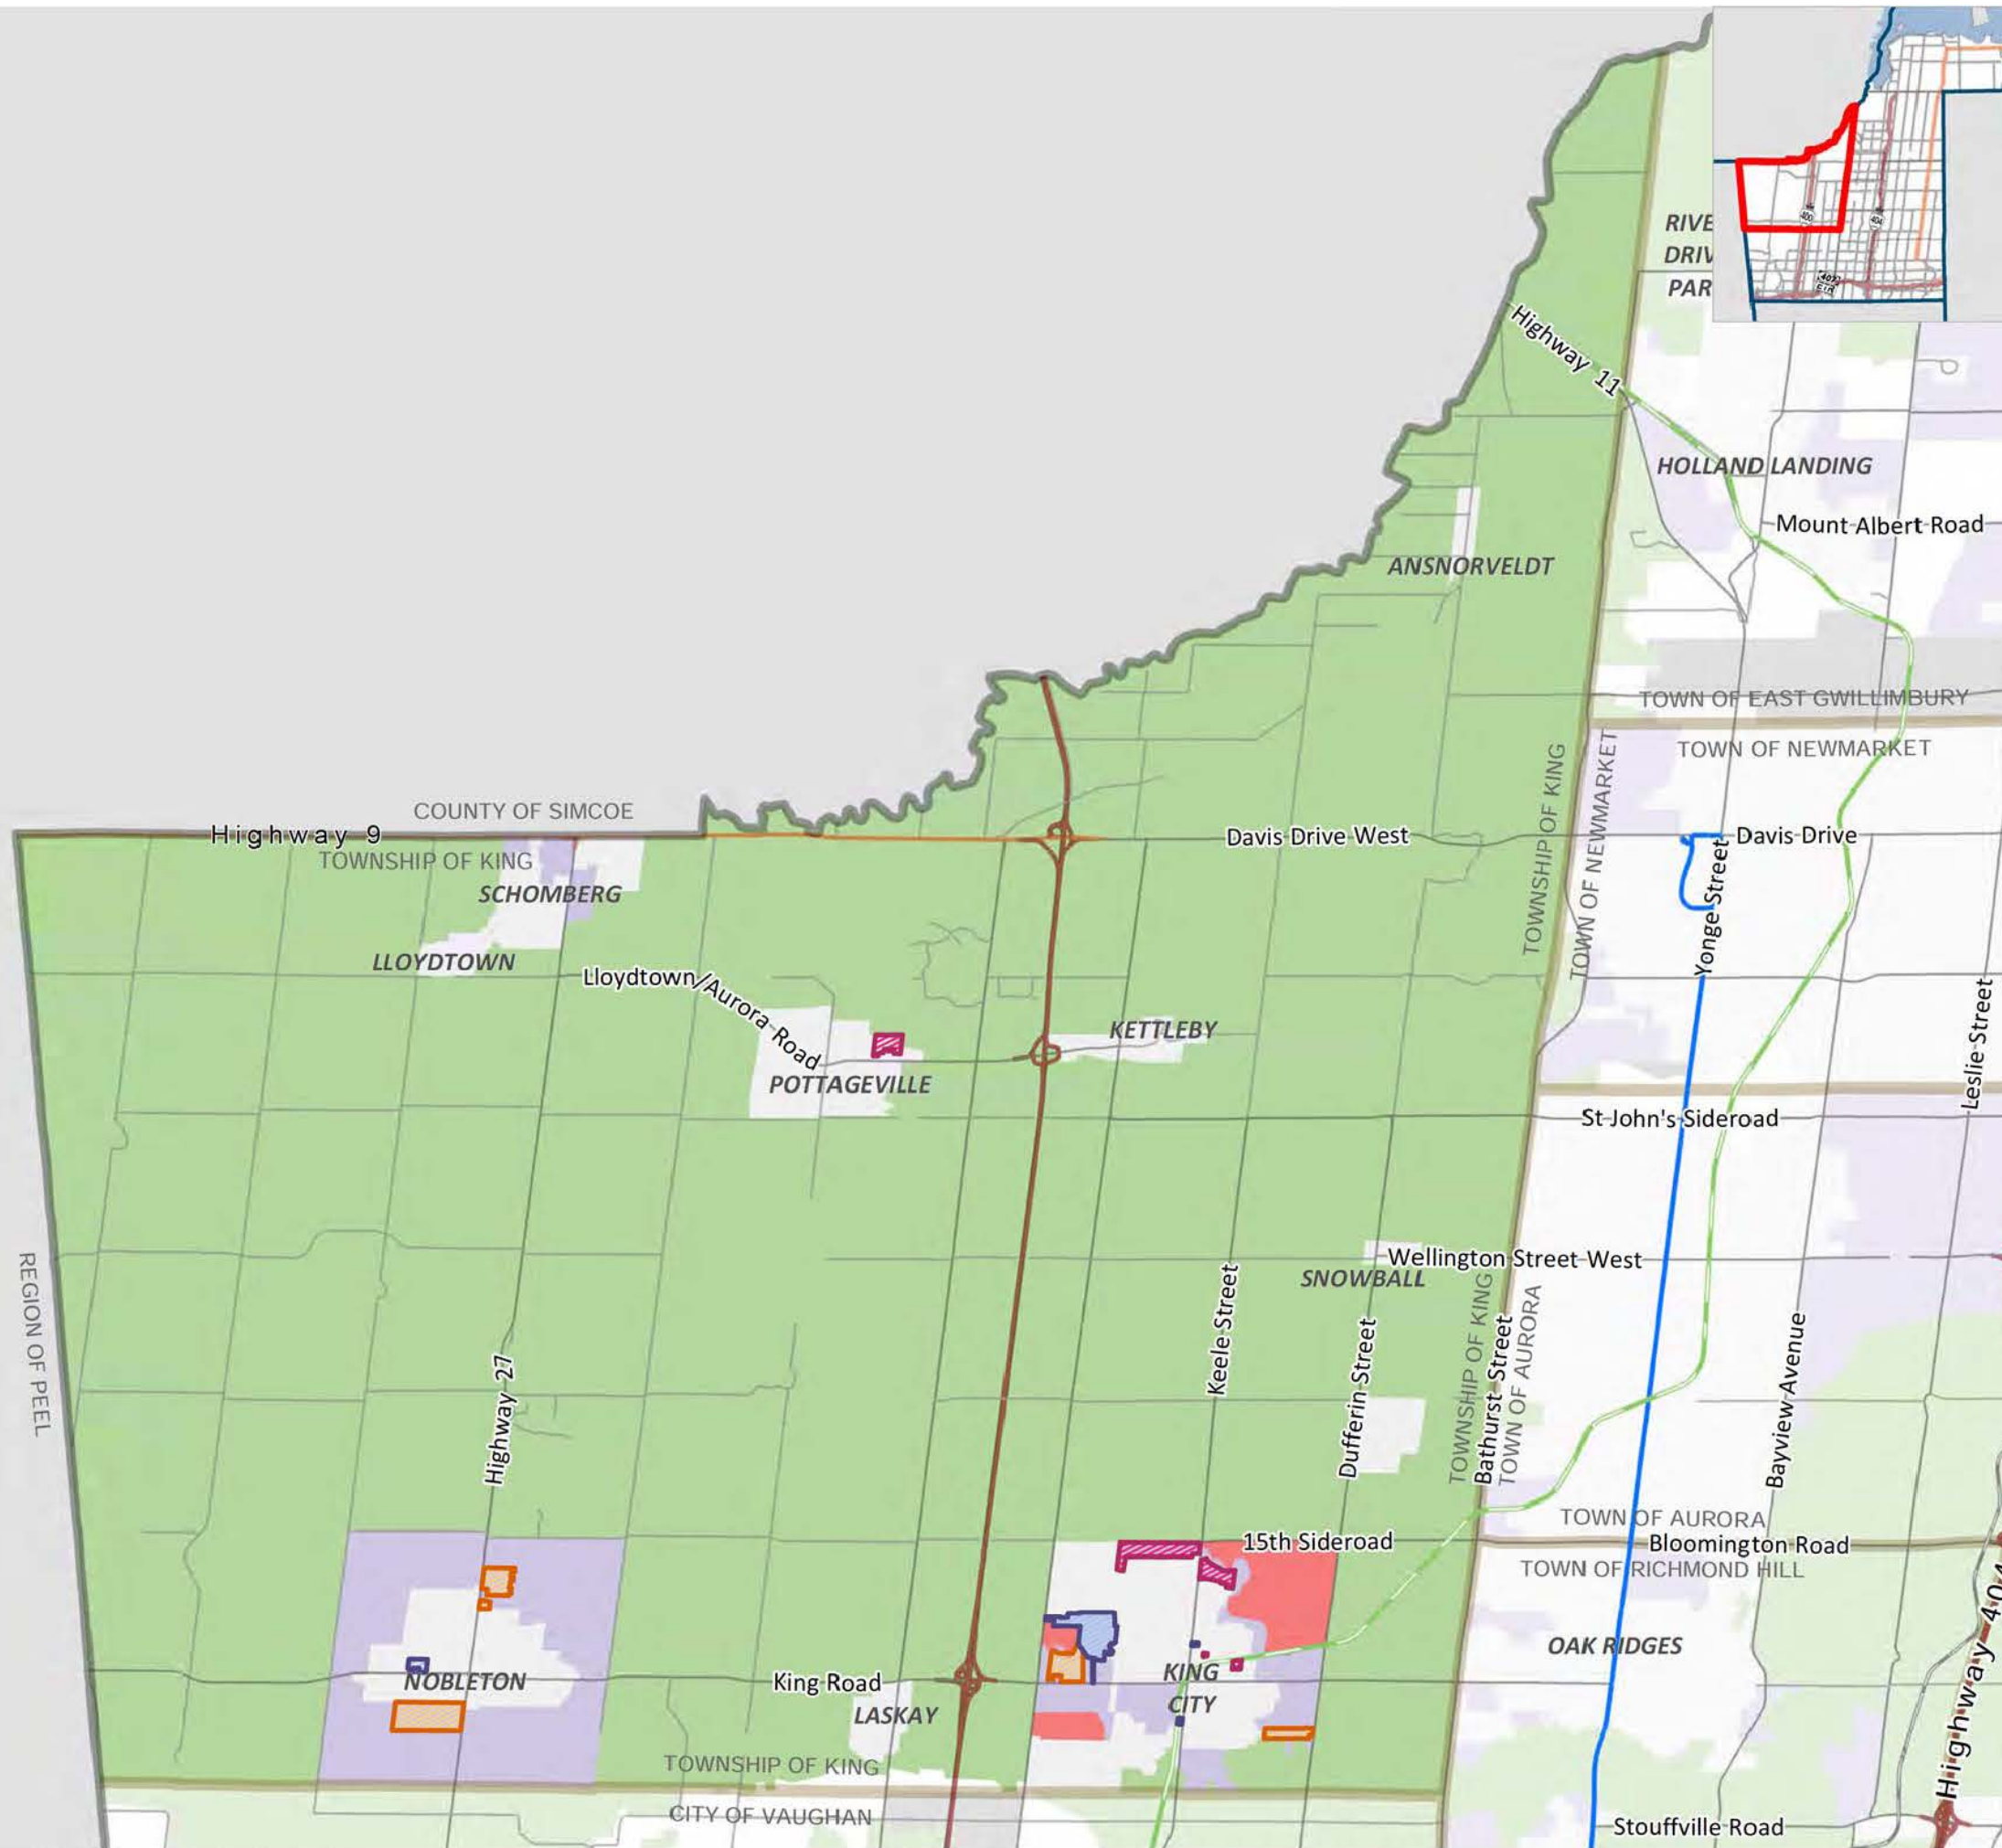 RIVE
DRIV
PAR
400
404
407
Highway 11
HOLLAND LANDING
Mount Albert Road
ANSNORVELDT
TOWN OF EAST GWILLIMBURY
TOWN OF NEWMARKET
TOWNSHIP OF KING
TOWN OF NEWMARKET
COUNTY OF SIMCOE
Highway 9
TOWNSHIP OF KING
Davis Drive West
Davis Drive
SCHOMBERG
Yonge Street
LLOYDTOWN
Lloydtown/Aurora Road
KETTLEBY
Leslie Street
POTTAGEVILLE
St John's Sideroad
Wellington Street West
SNOWBALL
REGION OF PEEL
Keele Street
Dufferin Street
TOWNSHIP OF KING
Bathurst Street
TOWN OF AURORA
Bayview Avenue
Highway 27
TOWN OF AURORA
15th Sideroad
Bloomington Road
TOWN OF RICHMOND HILL
OAK RIDGES
Highway 404
NOBLETON
King Road
KING
CITY
LASKAY
TOWNSHIP OF KING
CITY OF VAUGHAN
Stouffville Road